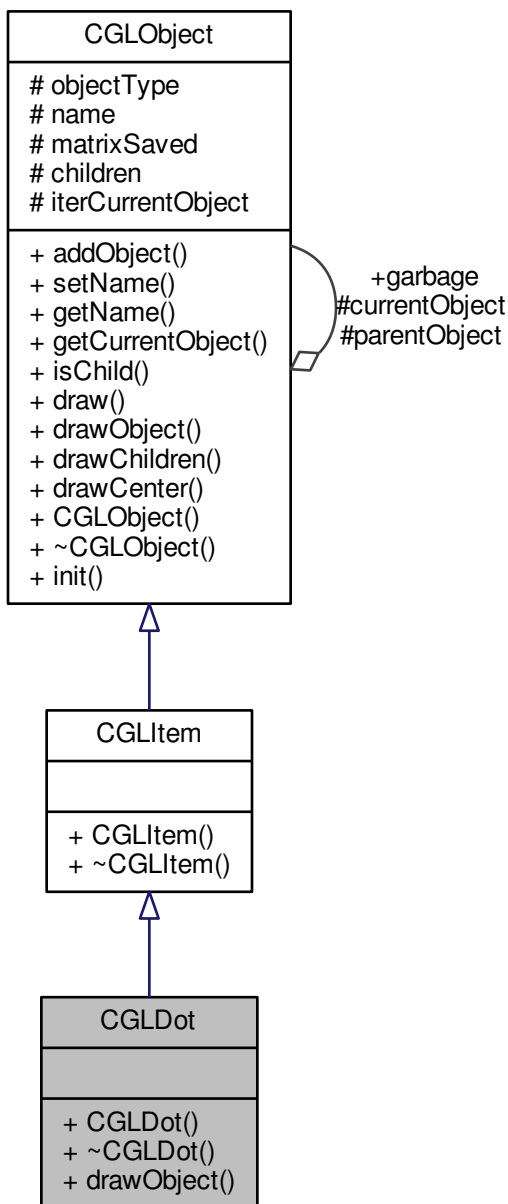 CGLObject
# objectType
# name
# matrixSaved
# children
# iterCurrentObject
+ addObject()
+ setName()
+ getName()
+ getCurrentObject()
+ isChild()
+ draw()
+ drawObject()
+ drawChildren()
+ drawCenter()
+ CGLObject()
+ ~CGLObject()
+ init()
+garbage
#currentObject
#parentObject
CGLItem
+ CGLItem()
+ ~CGLItem()
CGLDot
+ CGLDot()
+ ~CGLDot()
+ drawObject()